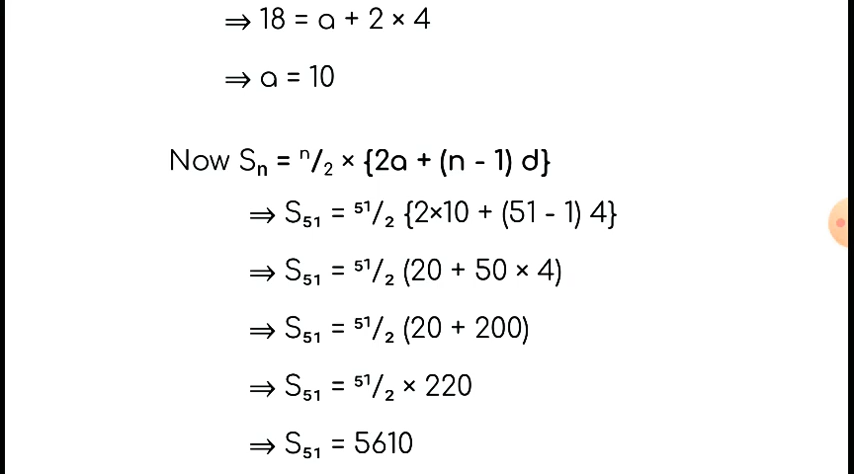 ⇒ 18 = a + 2 × 4
⇒ a = 10
Now Sₙ = ⁿ/₂ × {2a + (n - 1) d}
⇒ S₅₁ = ⁵¹/₂ {2×10 + (51 - 1) 4}
⇒ S₅₁ = ⁵¹/₂ (20 + 50 × 4)
⇒ S₅₁ = ⁵¹/₂ (20 + 200)
⇒ S₅₁ = ⁵¹/₂ × 220
⇒ S₅₁ = 5610